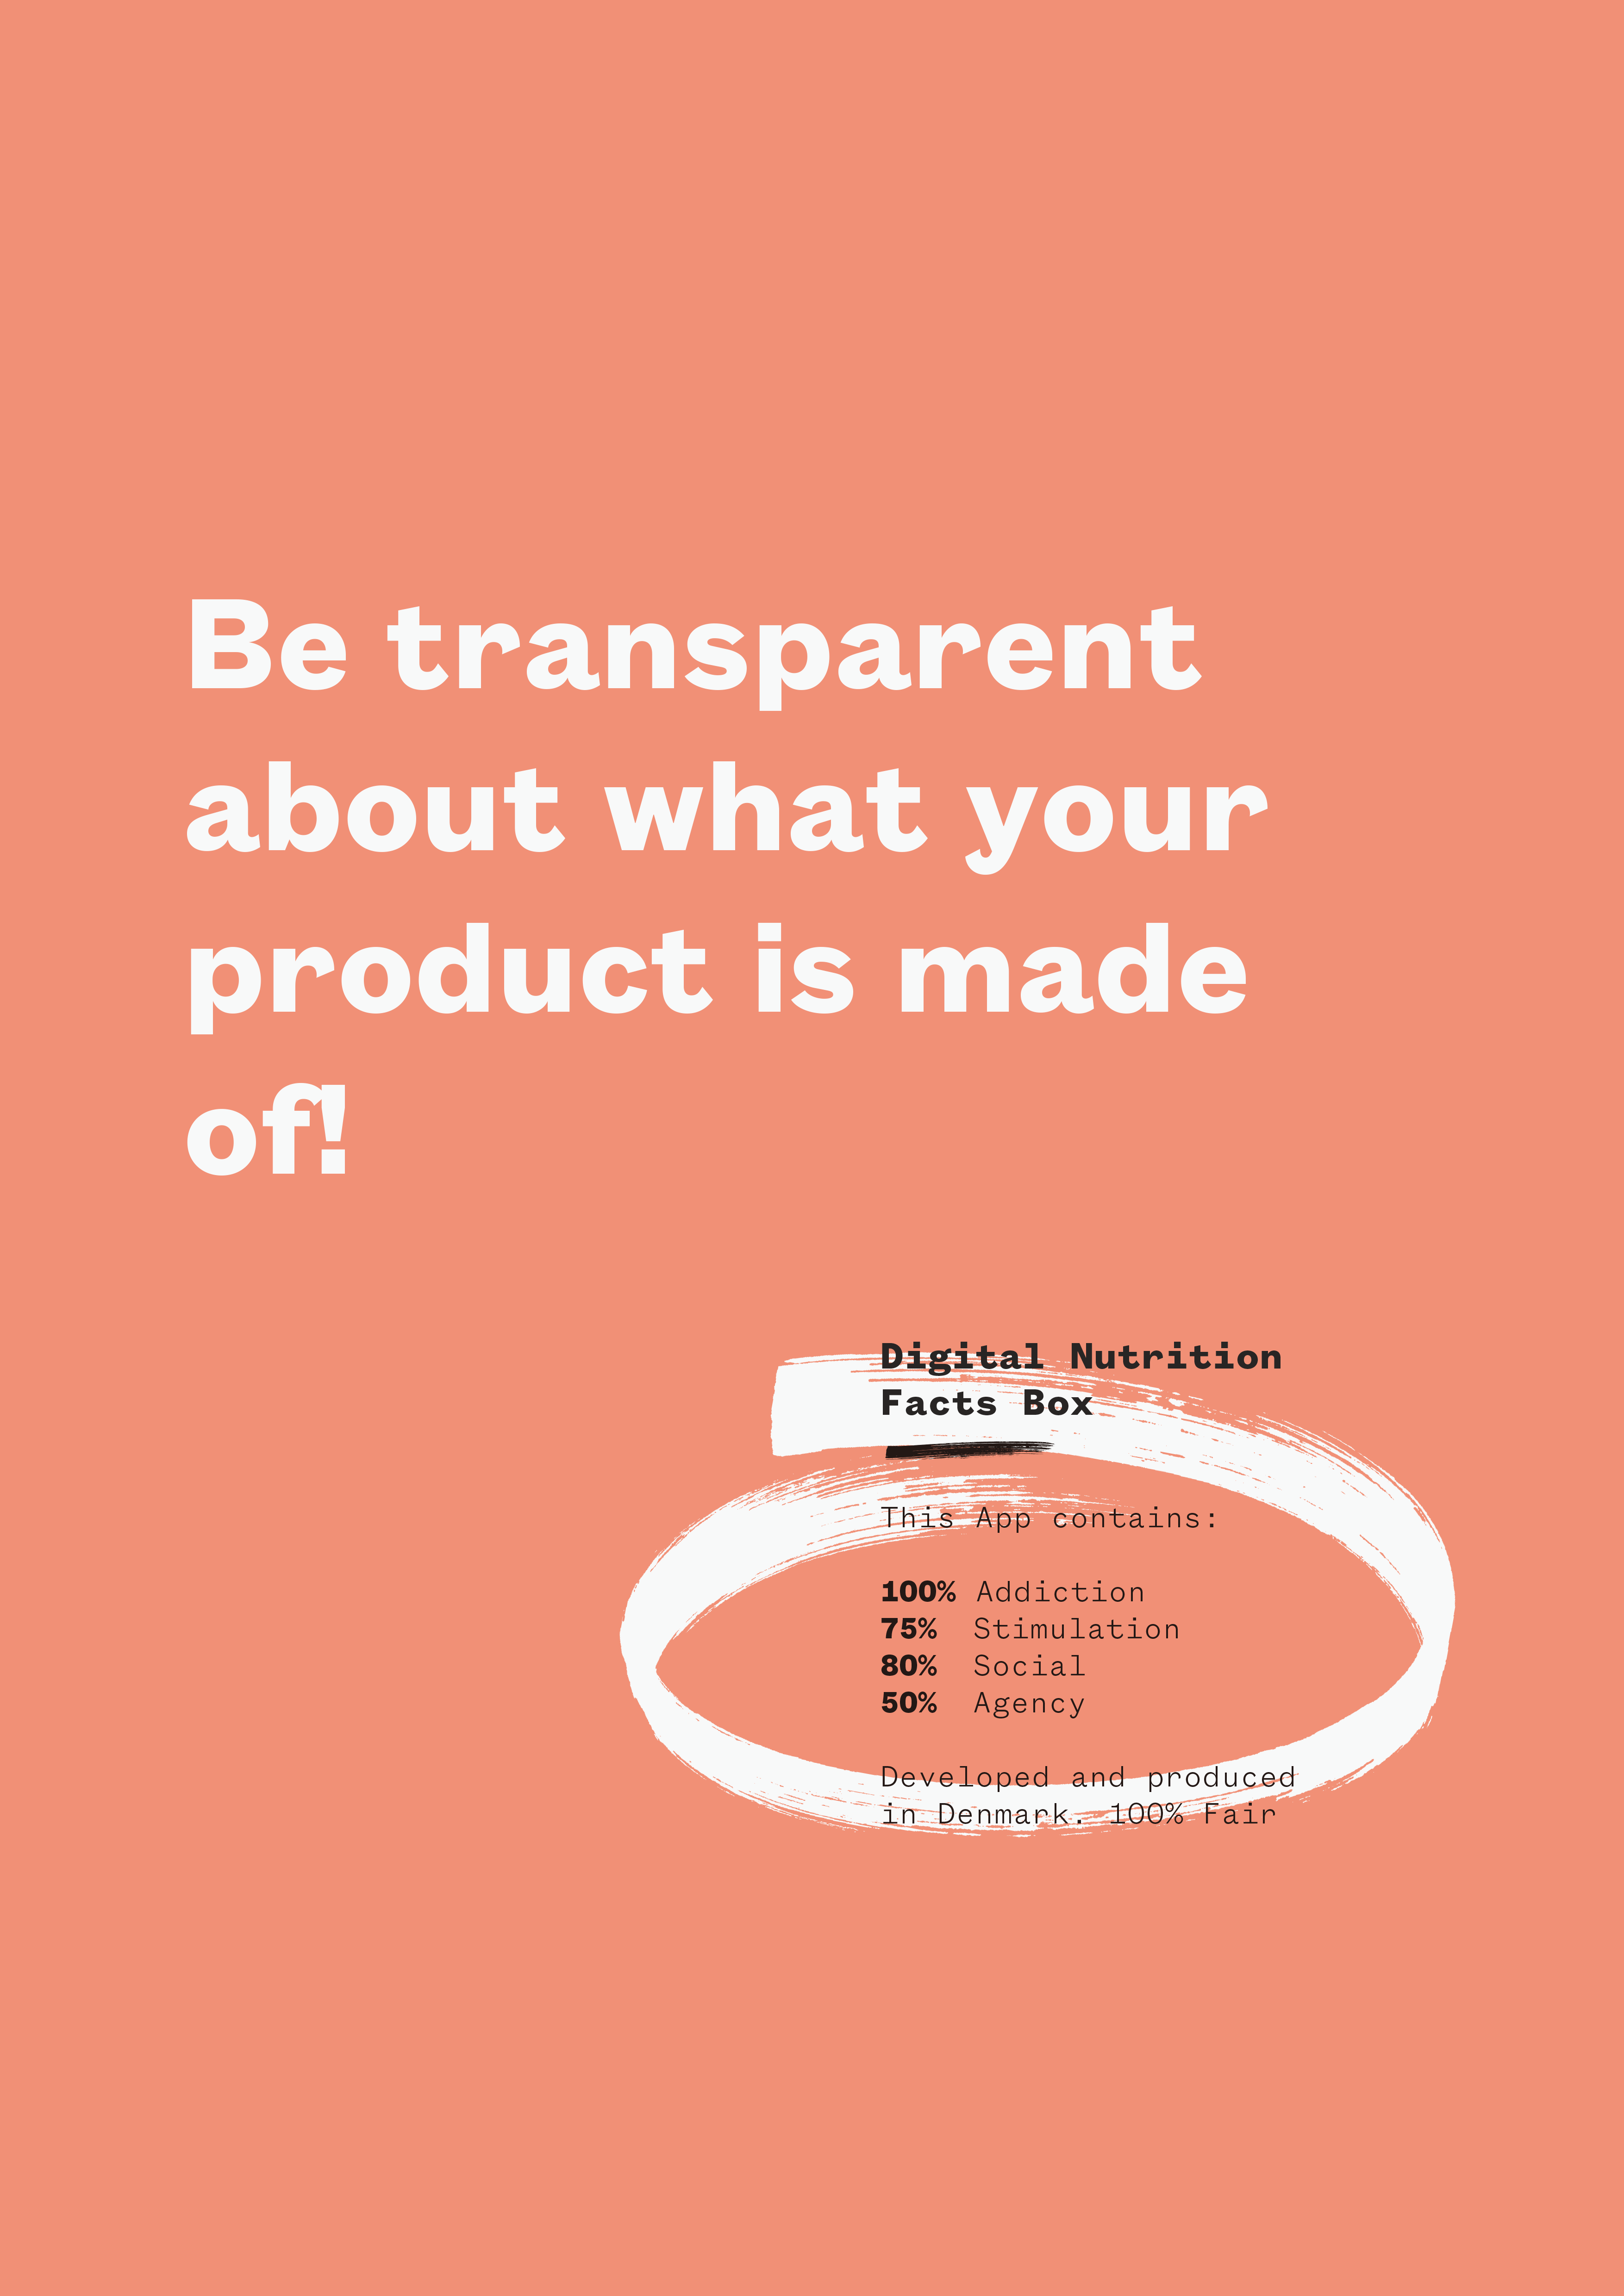 Be transparent
about what your
product is made
of!
Digital Nutrition
Facts Box
This App contains:
100% Addiction
75% Stimulation
80% Social
50% Agency
Developed and produced
in Denmark. 100% Fair